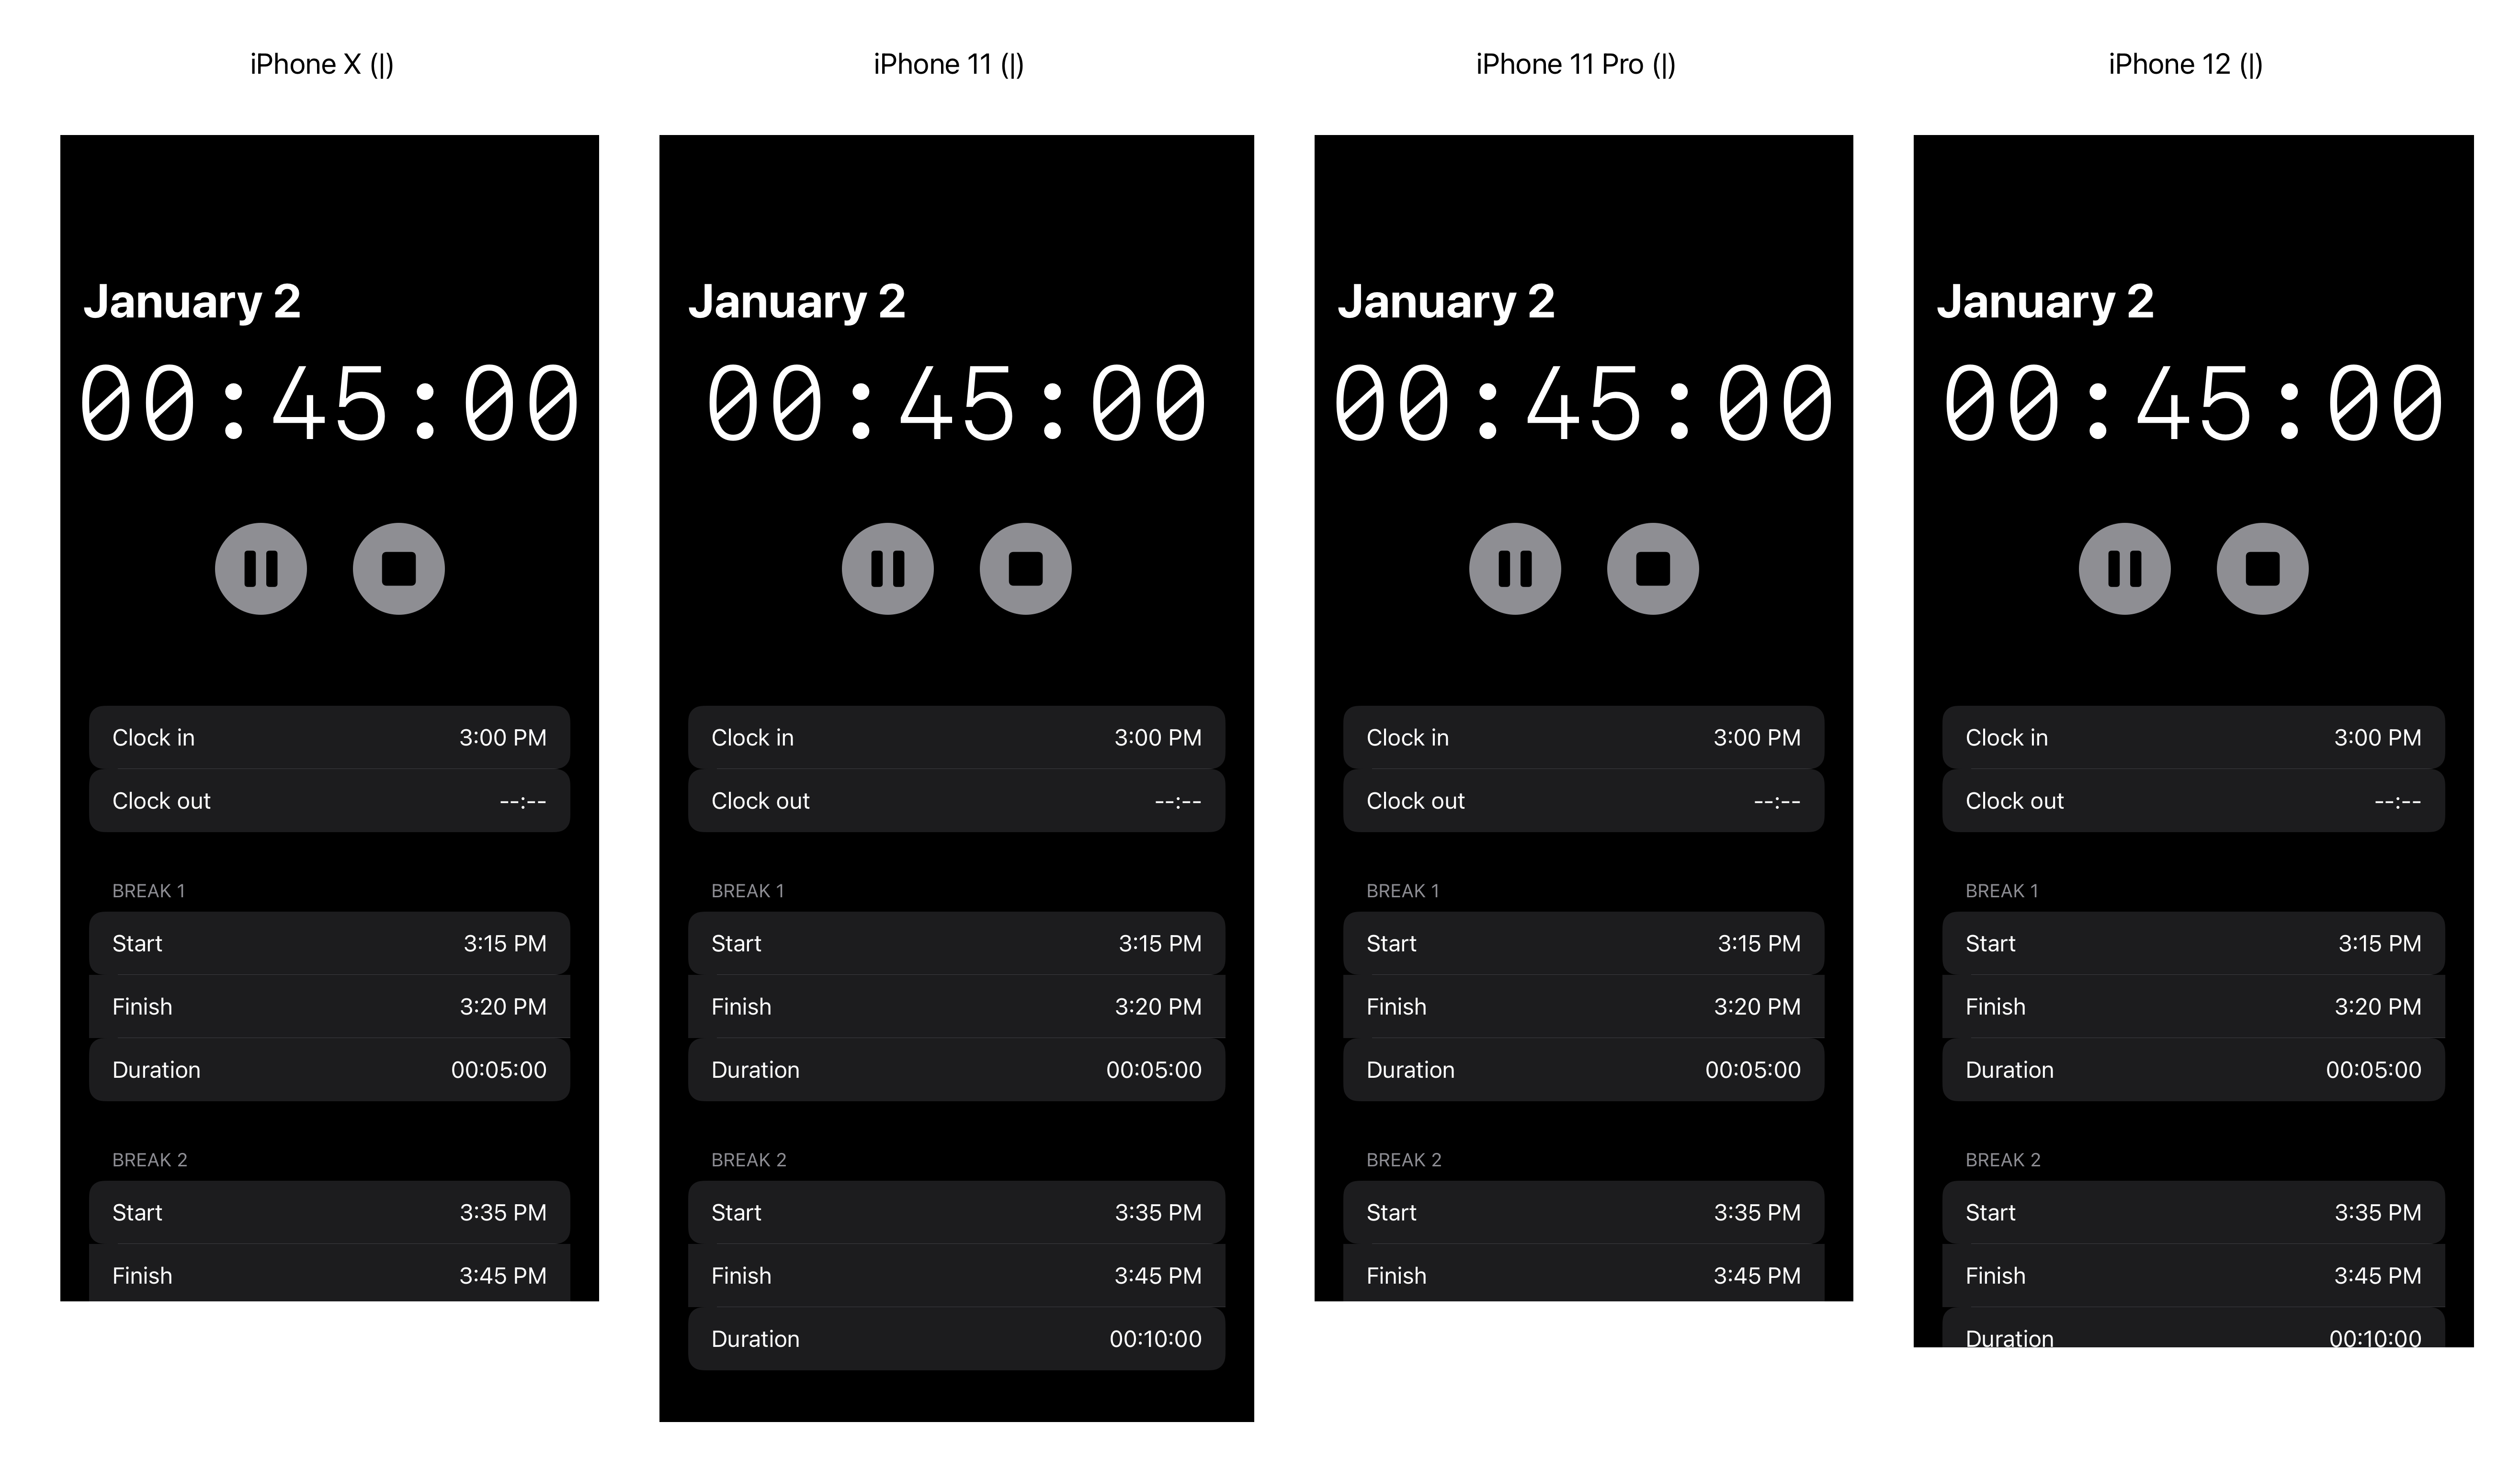 iPhone X (|)
January 2
00:45:00
Clock in 3:00 PM
Clock out --:--
BREAK 1
Start 3:15 PM
Finish 3:20 PM
Duration 00:05:00
BREAK 2
Start 3:35 PM
Finish 3:45 PM
iPhone 11 (|)
January 2
00:45:00
Clock in 3:00 PM
Clock out --:--
BREAK 1
Start 3:15 PM
Finish 3:20 PM
Duration 00:05:00
BREAK 2
Start 3:35 PM
Finish 3:45 PM
Duration 00:10:00
iPhone 11 Pro (|)
January 2
00:45:00
Clock in 3:00 PM
Clock out --:--
BREAK 1
Start 3:15 PM
Finish 3:20 PM
Duration 00:05:00
BREAK 2
Start 3:35 PM
Finish 3:45 PM
iPhone 12 (|)
January 2
00:45:00
Clock in 3:00 PM
Clock out --:--
BREAK 1
Start 3:15 PM
Finish 3:20 PM
Duration 00:05:00
BREAK 2
Start 3:35 PM
Finish 3:45 PM
Duration 00:10:00